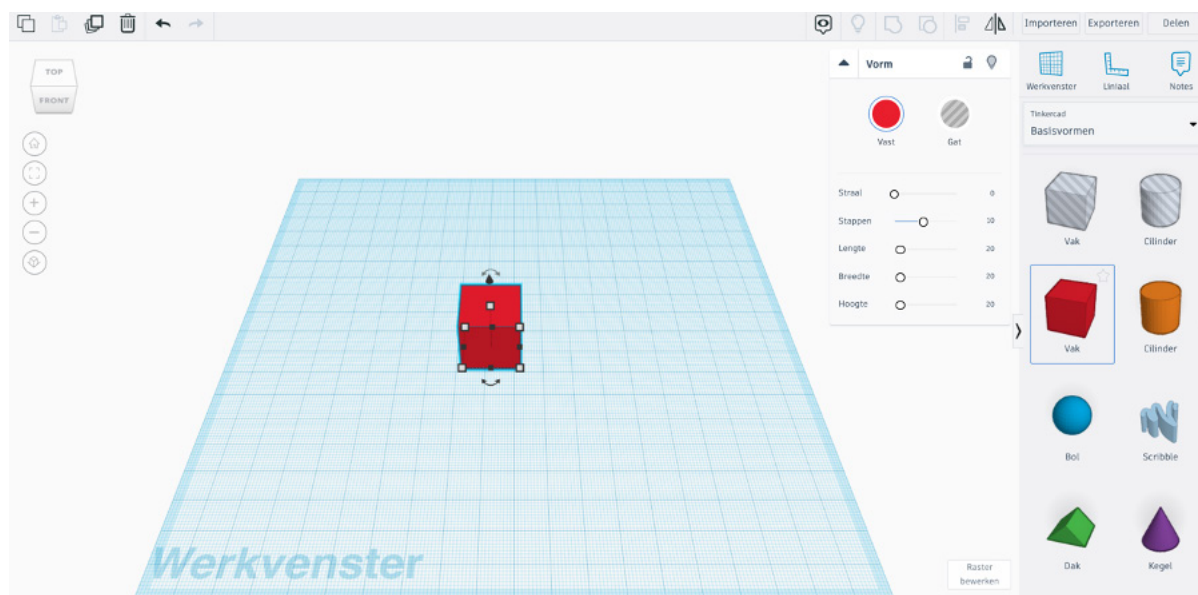 Importeren Exporteren Delen
TOP
FRONT
Vorm
Vast Gat
Straal 0
Stappen 10
Lengte 20
Breedte 20
Hoogte 20
Werkvenster Liniaal Notes
Tinkercad
Basisvormen
Vak Cilinder
Vak Cilinder
Bol Scribble
Dak Kegel
Werkvenster
Raster
bewerken